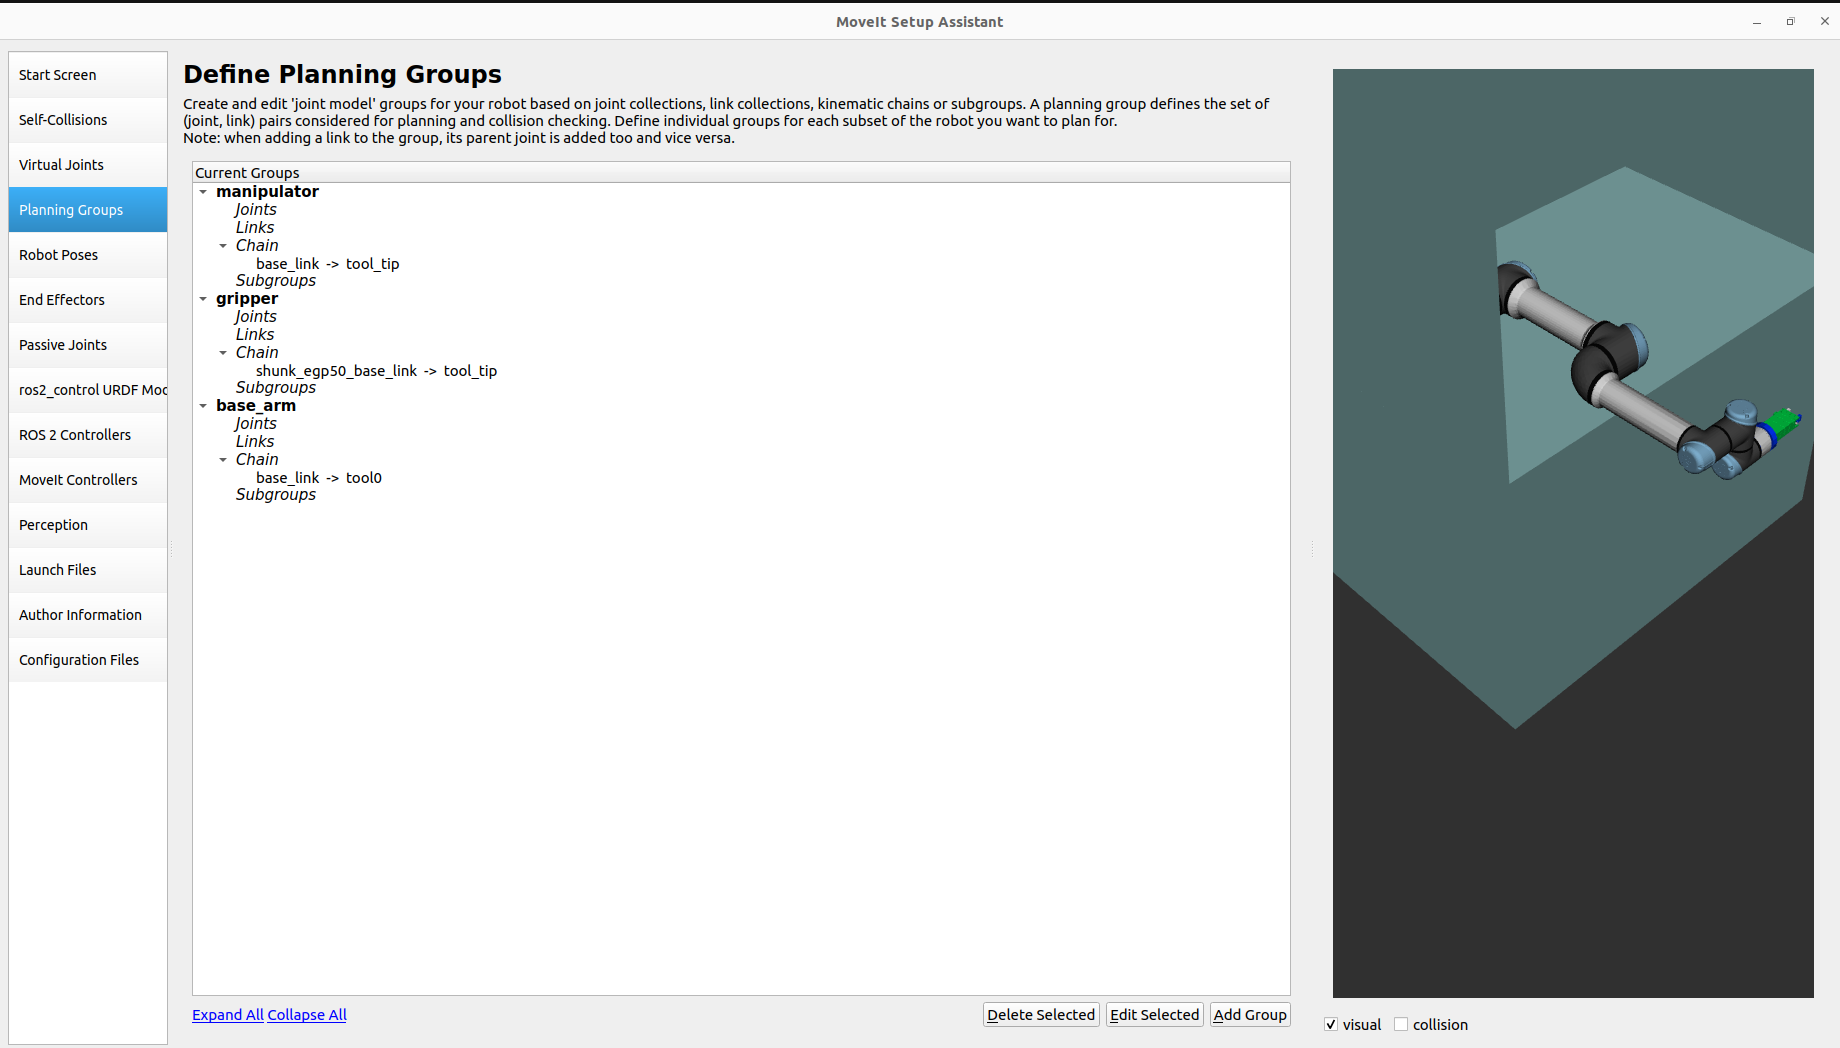 MoveIt Setup Assistant
Start Screen
Self-Collisions
Virtual Joints
Planning Groups
Robot Poses
End Effectors
Passive Joints
ros2_control URDF Moc
ROS 2 Controllers
MoveIt Controllers
Perception
Launch Files
Author Information
Configuration Files
Define Planning Groups
Create and edit 'joint model' groups for your robot based on joint collections, link collections, kinematic chains or subgroups. A planning group defines the set of
(joint, link) pairs considered for planning and collision checking. Define individual groups for each subset of the robot you want to plan for.
Note: when adding a link to the group, its parent joint is added too and vice versa.
Current Groups
manipulator
Joints
Links
Chain
base_link -> tool_tip
Subgroups
gripper
Joints
Links
Chain
shunk_egp50_base_link -> tool_tip
Subgroups
base_arm
Joints
Links
Chain
base_link -> tool0
Subgroups
Expand All Collapse All
Delete Selected
Edit Selected
Add Group
visual
collision